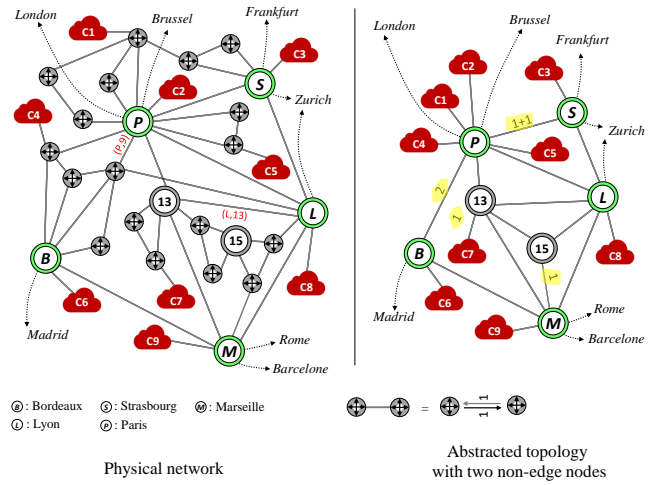 London
Brussel
Frankfurt
C1
C3
C2
S
Zurich
C4
P
(P,9)
C5
13
(L,13)
L
15
B
C8
C6
C7
Madrid
C9
M
Rome
Barcelone
London
Brussel
Frankfurt
C2
C3
C1
S
1+1
Zurich
C4
P
C5
2
13
L
1
15
B
C7
C8
1
C6
Rome
C9
M
Madrid
Barcelone
B : Bordeaux S : Strasbourg M : Marseille
L : Lyon P : Paris
= 1
1
Physical network
Abstracted topology
with two non-edge nodes